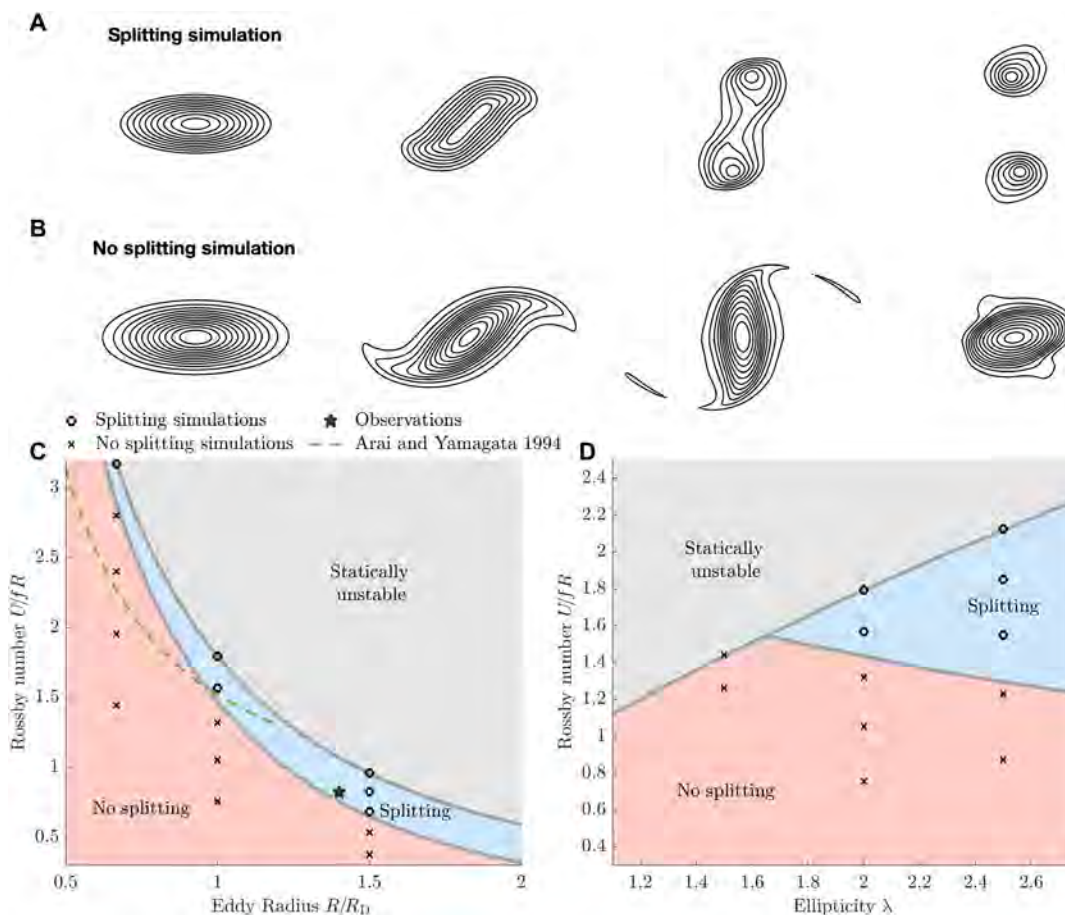 A
Splitting simulation
B
No splitting simulation
Splitting simulations
Observations
No splitting simulations
Arai and Yamagata 1994
C
3
2.5
2
1.5
1
0.5
Rossby number U/fR
Statically
unstable
No splitting
Splitting
0.5
1
1.5
2
Eddy Radius R/R_D
D
2.4
2.2
2
1.8
1.6
1.4
1.2
1
0.8
0.6
0.4
Rossby number U/fR
Statically
unstable
Splitting
No splitting
1.2
1.4
1.6
1.8
2
2.2
2.4
2.6
Ellipticity λ